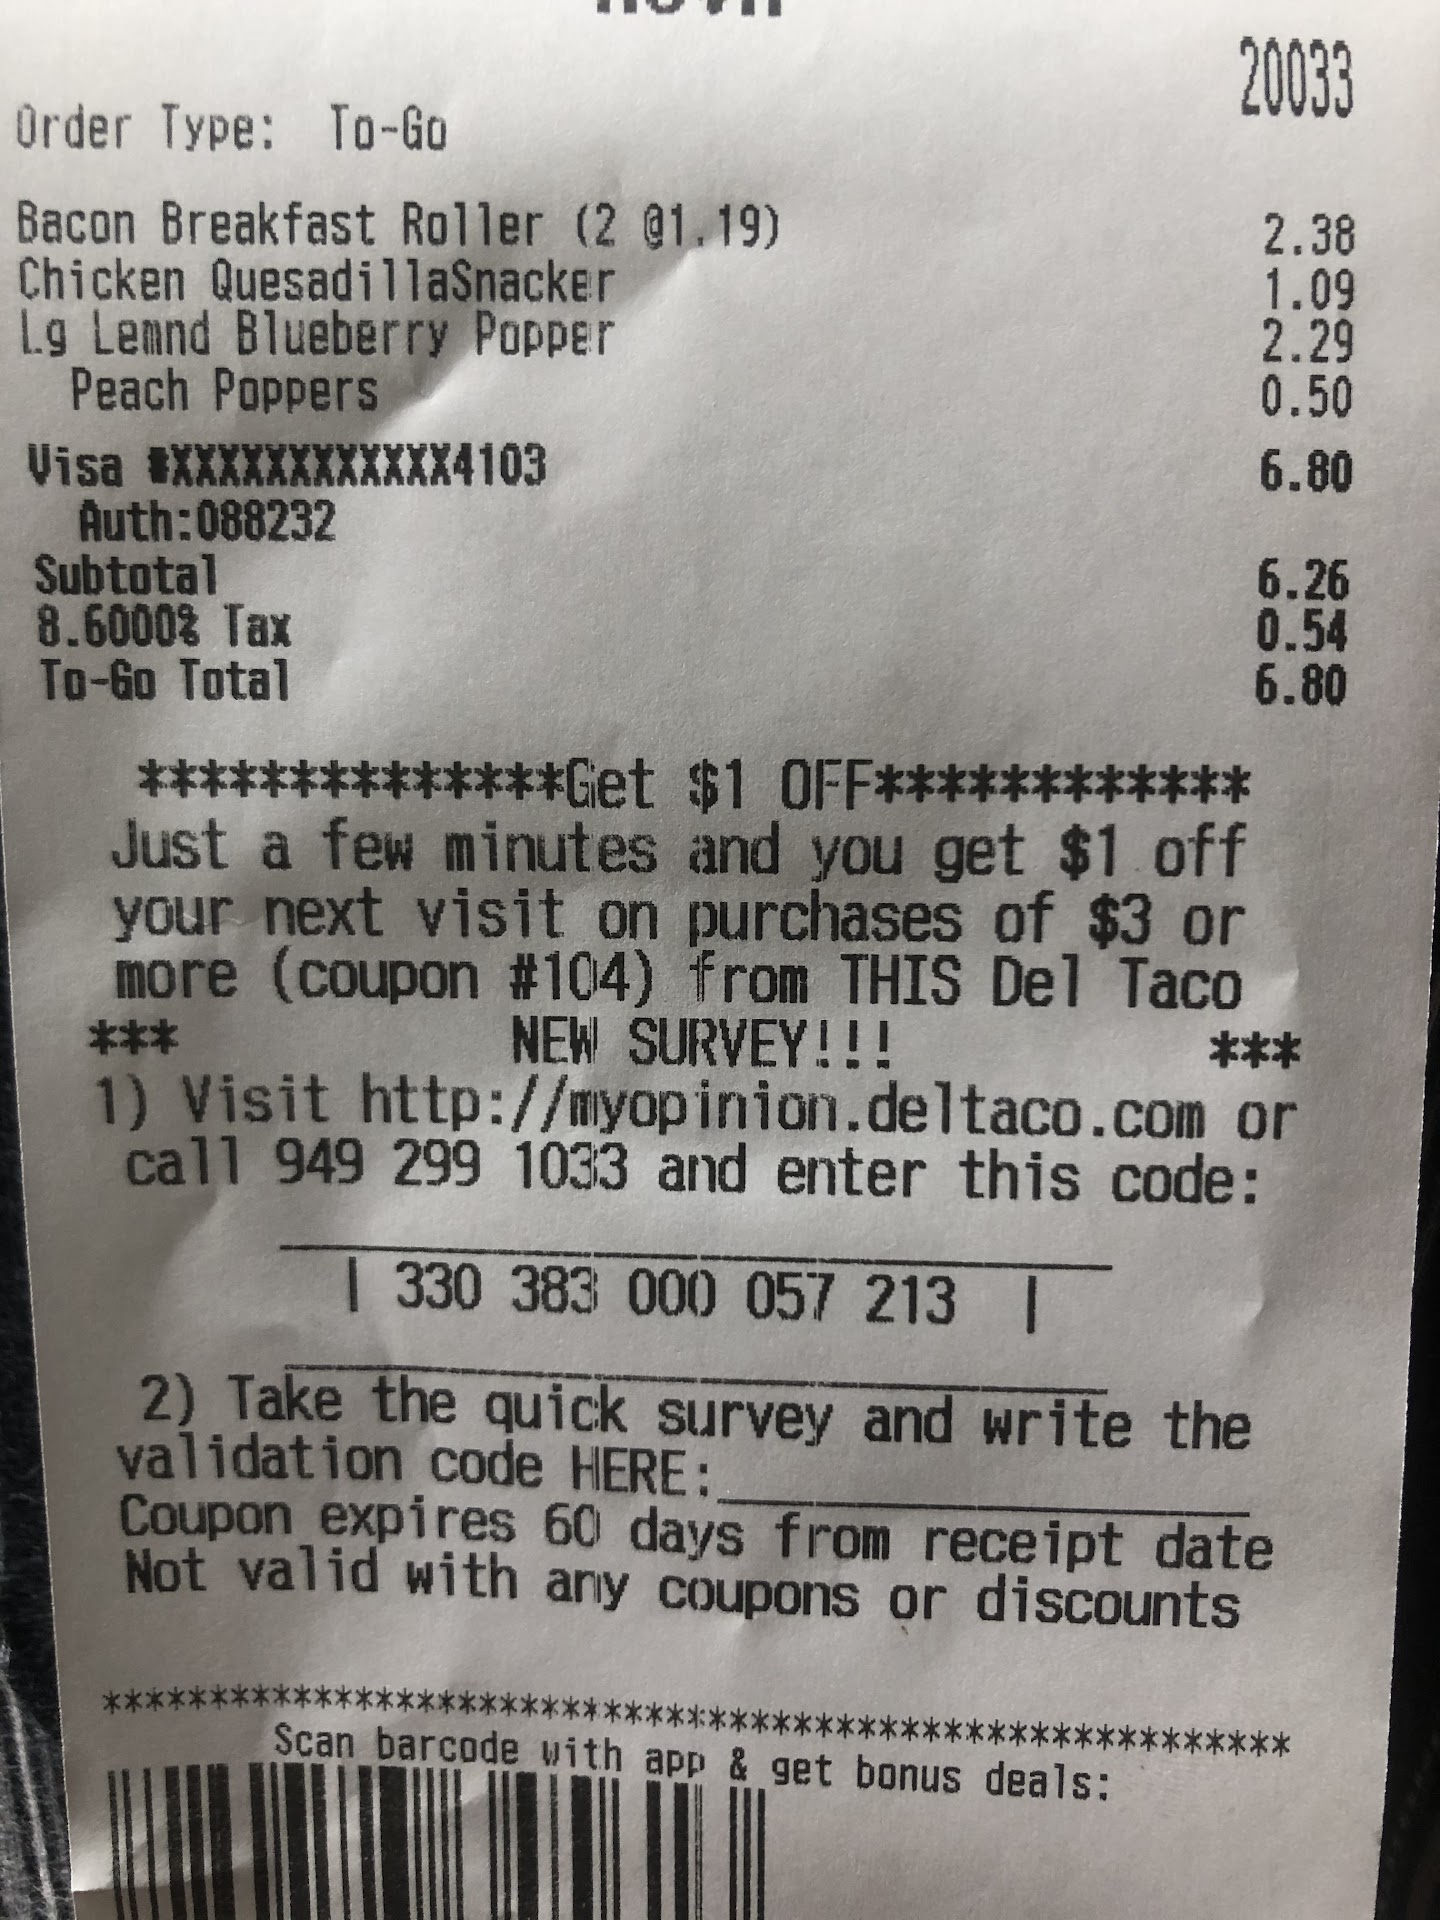 20033
Order Type: To-Go
Bacon Breakfast Roller (2 @1.19) 2.38
Chicken QuesadillaSnacker 1.09
Lg Lemnd Blueberry Popper 2.29
Peach Poppers 0.50
Visa #XXXXXXXXXXXX4103 6.80
Auth:088232
Subtotal 6.26
8.6000% Tax 0.54
To-Go Total 6.80
**************Get $1 OFF************
Just a few minutes and you get $1 off
your next visit on purchases of $3 or
more (coupon #104) from THIS Del Taco
*** NEW SURVEY!!! ***
1) Visit http://myopinion.deltaco.com or
call 949 299 1033 and enter this code:
| 330 383 000 057 213 |
2) Take the quick survey and write the
validation code HERE:__________________
Coupon expires 60 days from receipt date
Not valid with any coupons or discounts
********************************************************
Scan barcode with app & get bonus deals: